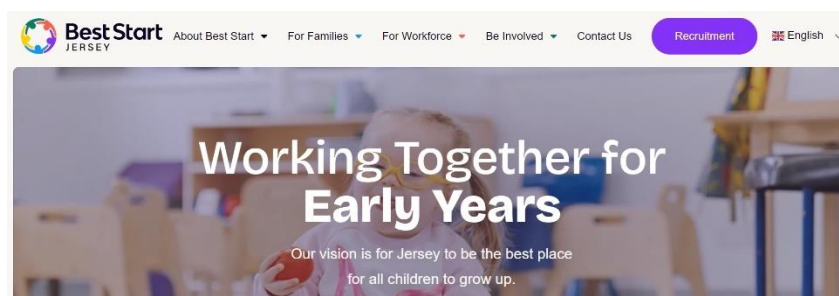 Best Start
JERSEY
About Best Start For Families For Workforce Be Involved Contact Us Recruitment English
Working Together for
Early Years
Our vision is for Jersey to be the best place
for all children to grow up.